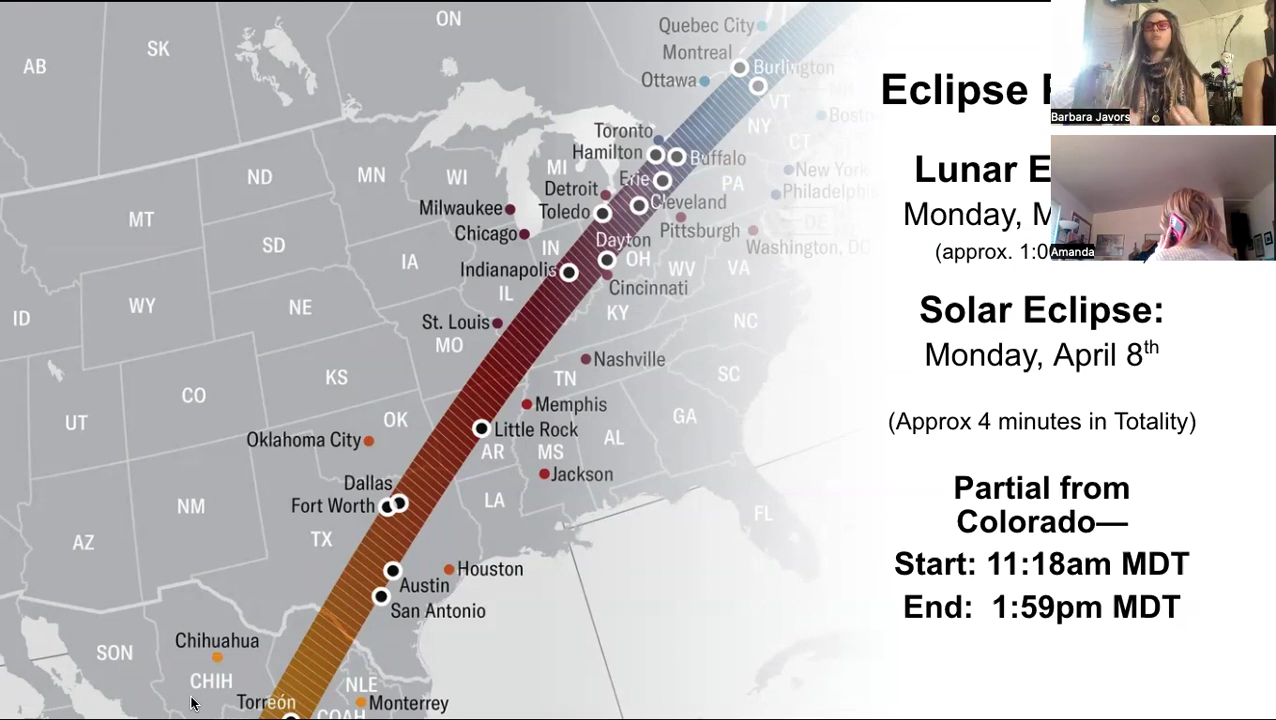 ON
Quebec City
SK
Montreal
AB
Burlington
Ottawa
VT
NY
CT
Toronto
Hamilton
Buffalo
MI
New York
ND
MN
WI
Erie
PA
Philadelphia
Detroit
Cleveland
Milwaukee
Toledo
MT
DE
Chicago
Pittsburgh
SD
Dayton
Washington, DC
IN
OH
IA
WV
VA
Indianapolis
Cincinnati
IL
WY
NE
KY
ID
NC
St. Louis
MO
Nashville
KS
TN
SC
CO
UT
OK
Memphis
GA
Little Rock
AL
Oklahoma City
AR
MS
Jackson
Dallas
LA
Fort Worth
NM
FL
TX
AZ
Houston
Austin
San Antonio
Chihuahua
SON
CHIH
NLE
Torreón
Monterrey
COAH
Eclipse
Lunar E
Monday, M
(approx. 1:0
Solar Eclipse:
Monday, April 8th
(Approx 4 minutes in Totality)
Partial from
Colorado—
Start: 11:18am MDT
End: 1:59pm MDT
Barbara Javors
Amanda